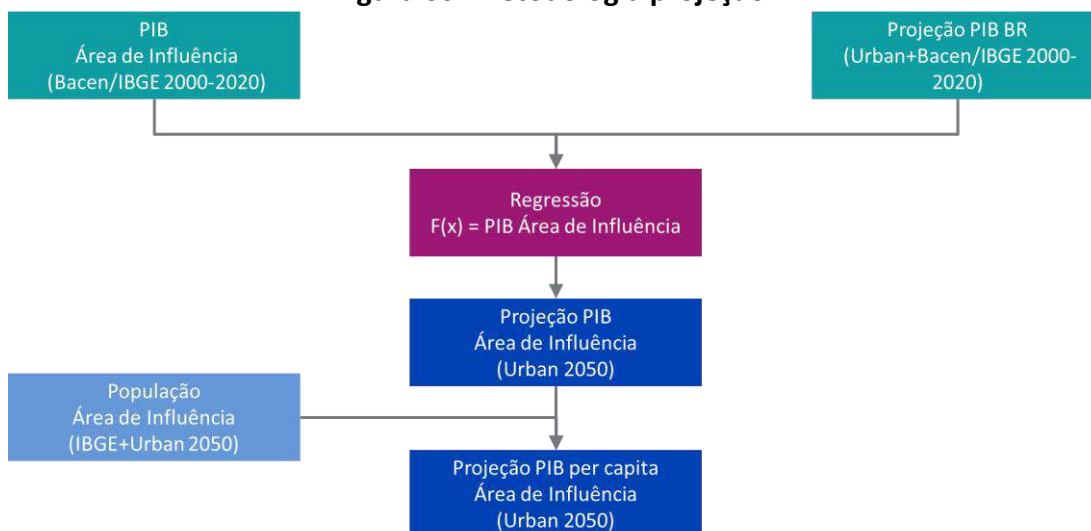 PIB
Área de Influência
(Bacen/IBGE 2000-2020)
Projeção PIB BR
(Urban+Bacen/IBGE 2000-
2020)
Regressão
F(x) = PIB Área de Influência
Projeção PIB
Área de Influência
(Urban 2050)
População
Área de Influência
(IBGE+Urban 2050)
Projeção PIB per capita
Área de Influência
(Urban 2050)